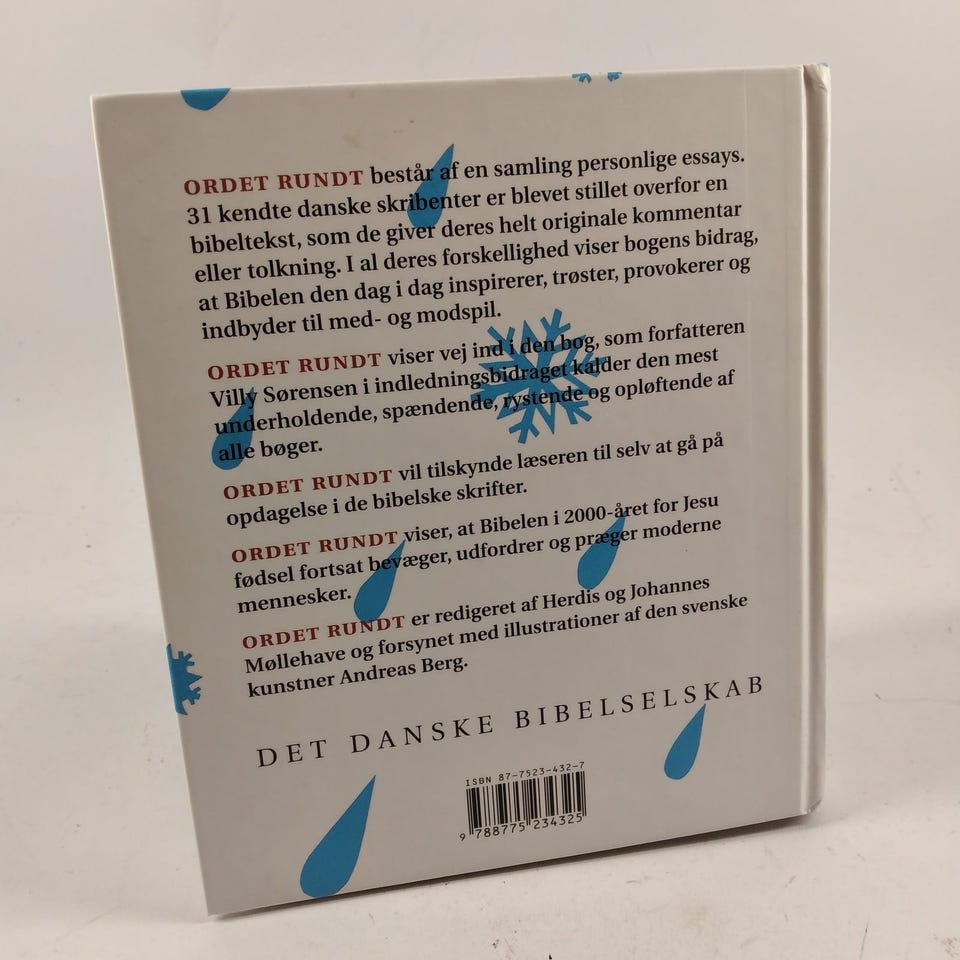 ORDET RUNDT består af en samling personlige essays.
31 kendte danske skribenter er blevet stillet overfor en
bibeltekst, som de giver deres helt originale kommentar
eller tolkning. I al deres forskellighed viser bogens bidrag,
at Bibelen den dag i dag inspirerer, trøster, provokerer og
indbyder til med- og modspil.
ORDET RUNDT viser vej ind i den bog, som forfatteren
Villy Sørensen i indledningsbidraget kalder den mest
underholdende, spændende, rystende og opløftende af
alle bøger.
ORDET RUNDT vil tilskynde læseren til selv at gå på
opdagelse i de bibelske skrifter.
ORDET RUNDT viser, at Bibelen i 2000-året for Jesu
fødsel fortsat bevæger, udfordrer og præger moderne
mennesker.
ORDET RUNDT er redigeret af Herdis og Johannes
Møllehave og forsynet med illustrationer af den svenske
kunstner Andreas Berg.
DET DANSKE BIBELSELSKAB
ISBN 87-7523-432-7
9 788775 234325